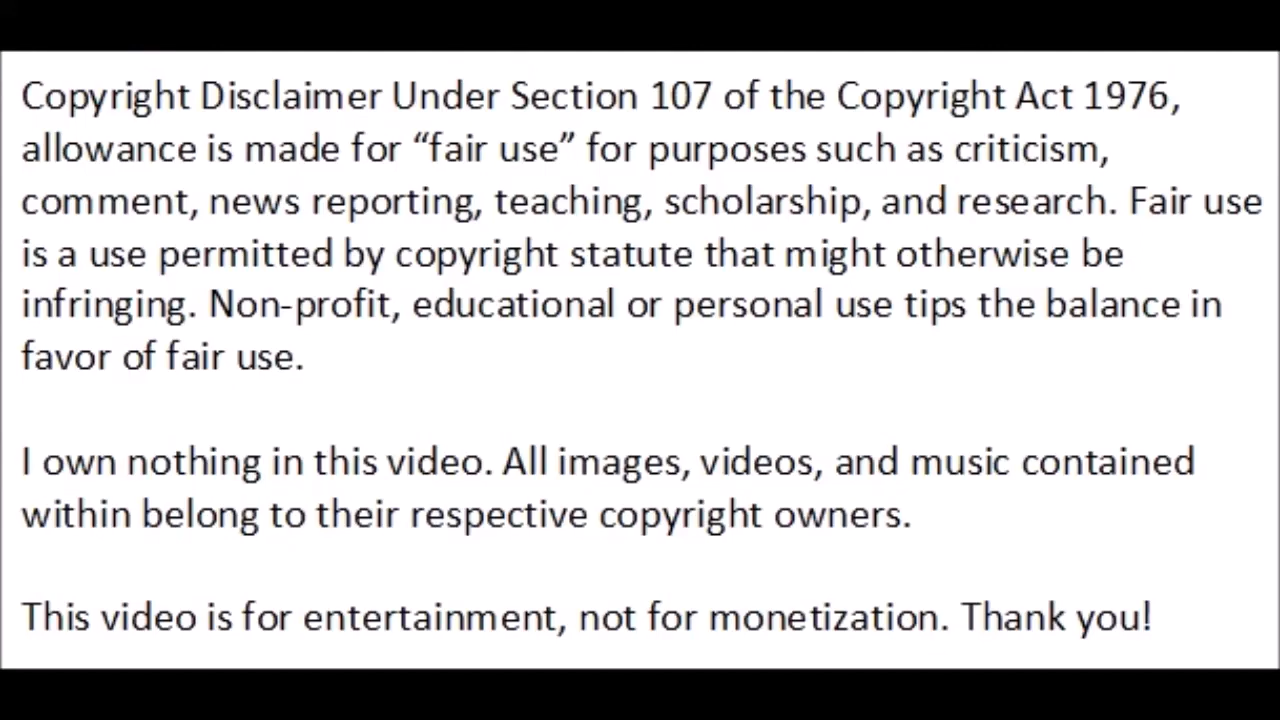 Copyright Disclaimer Under Section 107 of the Copyright Act 1976,
allowance is made for “fair use” for purposes such as criticism,
comment, news reporting, teaching, scholarship, and research. Fair use
is a use permitted by copyright statute that might otherwise be
infringing. Non-profit, educational or personal use tips the balance in
favor of fair use.
I own nothing in this video. All images, videos, and music contained
within belong to their respective copyright owners.
This video is for entertainment, not for monetization. Thank you!